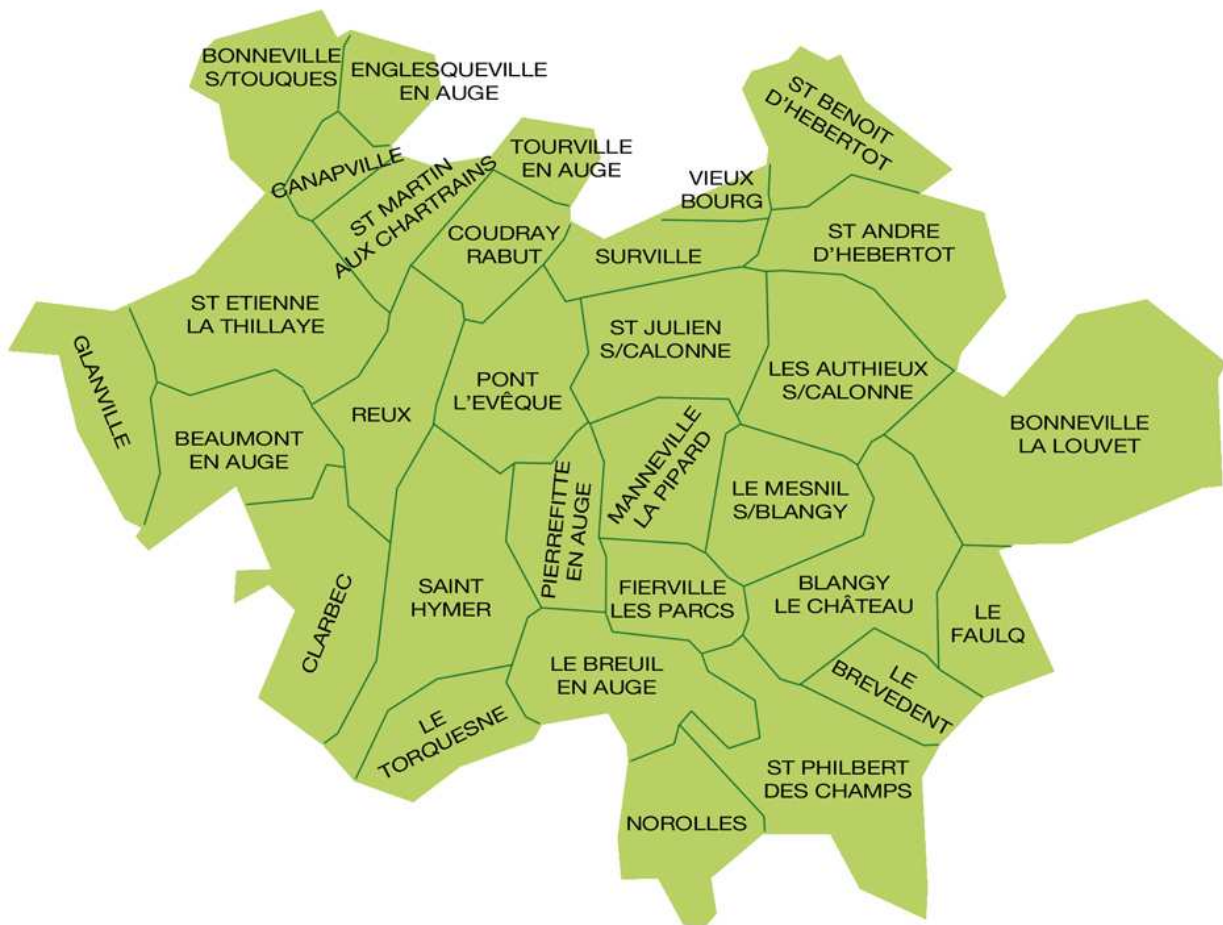 BONNEVILLE
S/TOUQUES
ENGLESQUEVILLE
EN AUGE
CANAPVILLE
ST MARTIN
AUX CHARTRAINS
TOURVILLE
EN AUGE
ST BENOIT
D'HEBERTOT
VIEUX
BOURG
COUDRAY
RABUT
SURVILLE
ST ANDRE
D'HEBERTOT
ST ETIENNE
LA THILLAYE
GLANVILLE
ST JULIEN
S/CALONNE
LES AUTHIEUX
S/CALONNE
PONT
L'EVÊQUE
REUX
BEAUMONT
EN AUGE
BONNEVILLE
LA LOUVET
MANNEVILLE
LA PIPARD
LE MESNIL
S/BLANGY
PIERREFITTE
EN AUGE
CLARBEC
SAINT
HYMER
FIERVILLE
LES PARCS
BLANGY
LE CHÂTEAU
LE
FAULQ
LE BREUIL
EN AUGE
LE
BREVEDENT
LE
TORQUESNE
ST PHILBERT
DES CHAMPS
NOROLLES